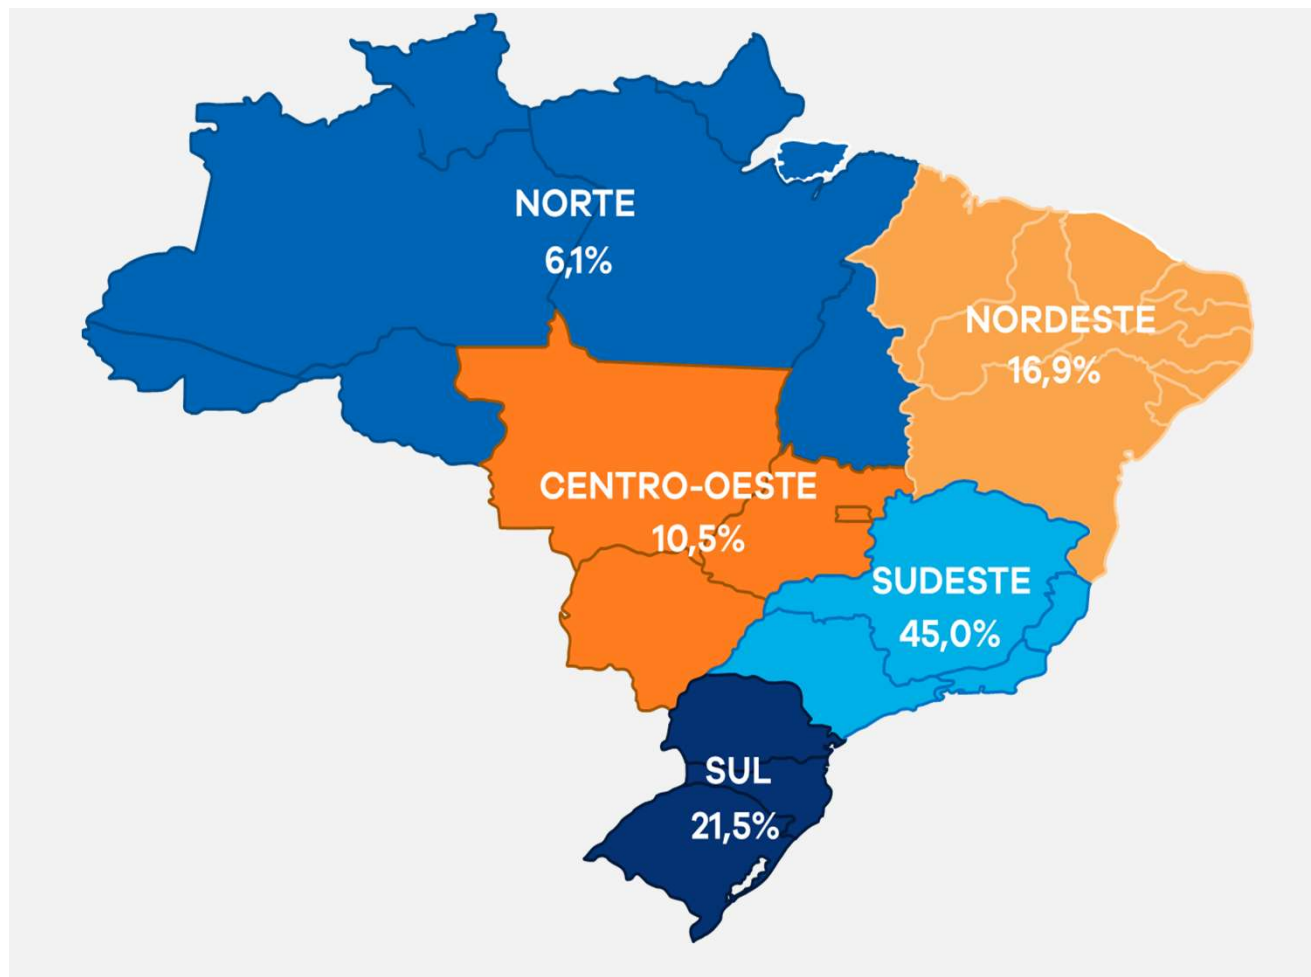 NORTE
6,1%
NORDESTE
16,9%
CENTRO-OESTE
10,5%
SUDESTE
45,0%
SUL
21,5%